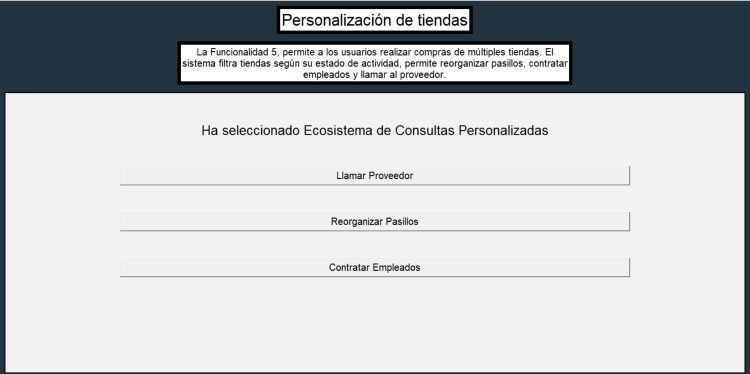 Personalización de tiendas
La Funcionalidad 5, permite a los usuarios realizar compras de múltiples tiendas. El
sistema filtra tiendas según su estado de actividad, permite reorganizar pasillos, contratar
empleados y llamar al proveedor.
Ha seleccionado Ecosistema de Consultas Personalizadas
Llamar Proveedor
Reorganizar Pasillos
Contratar Empleados